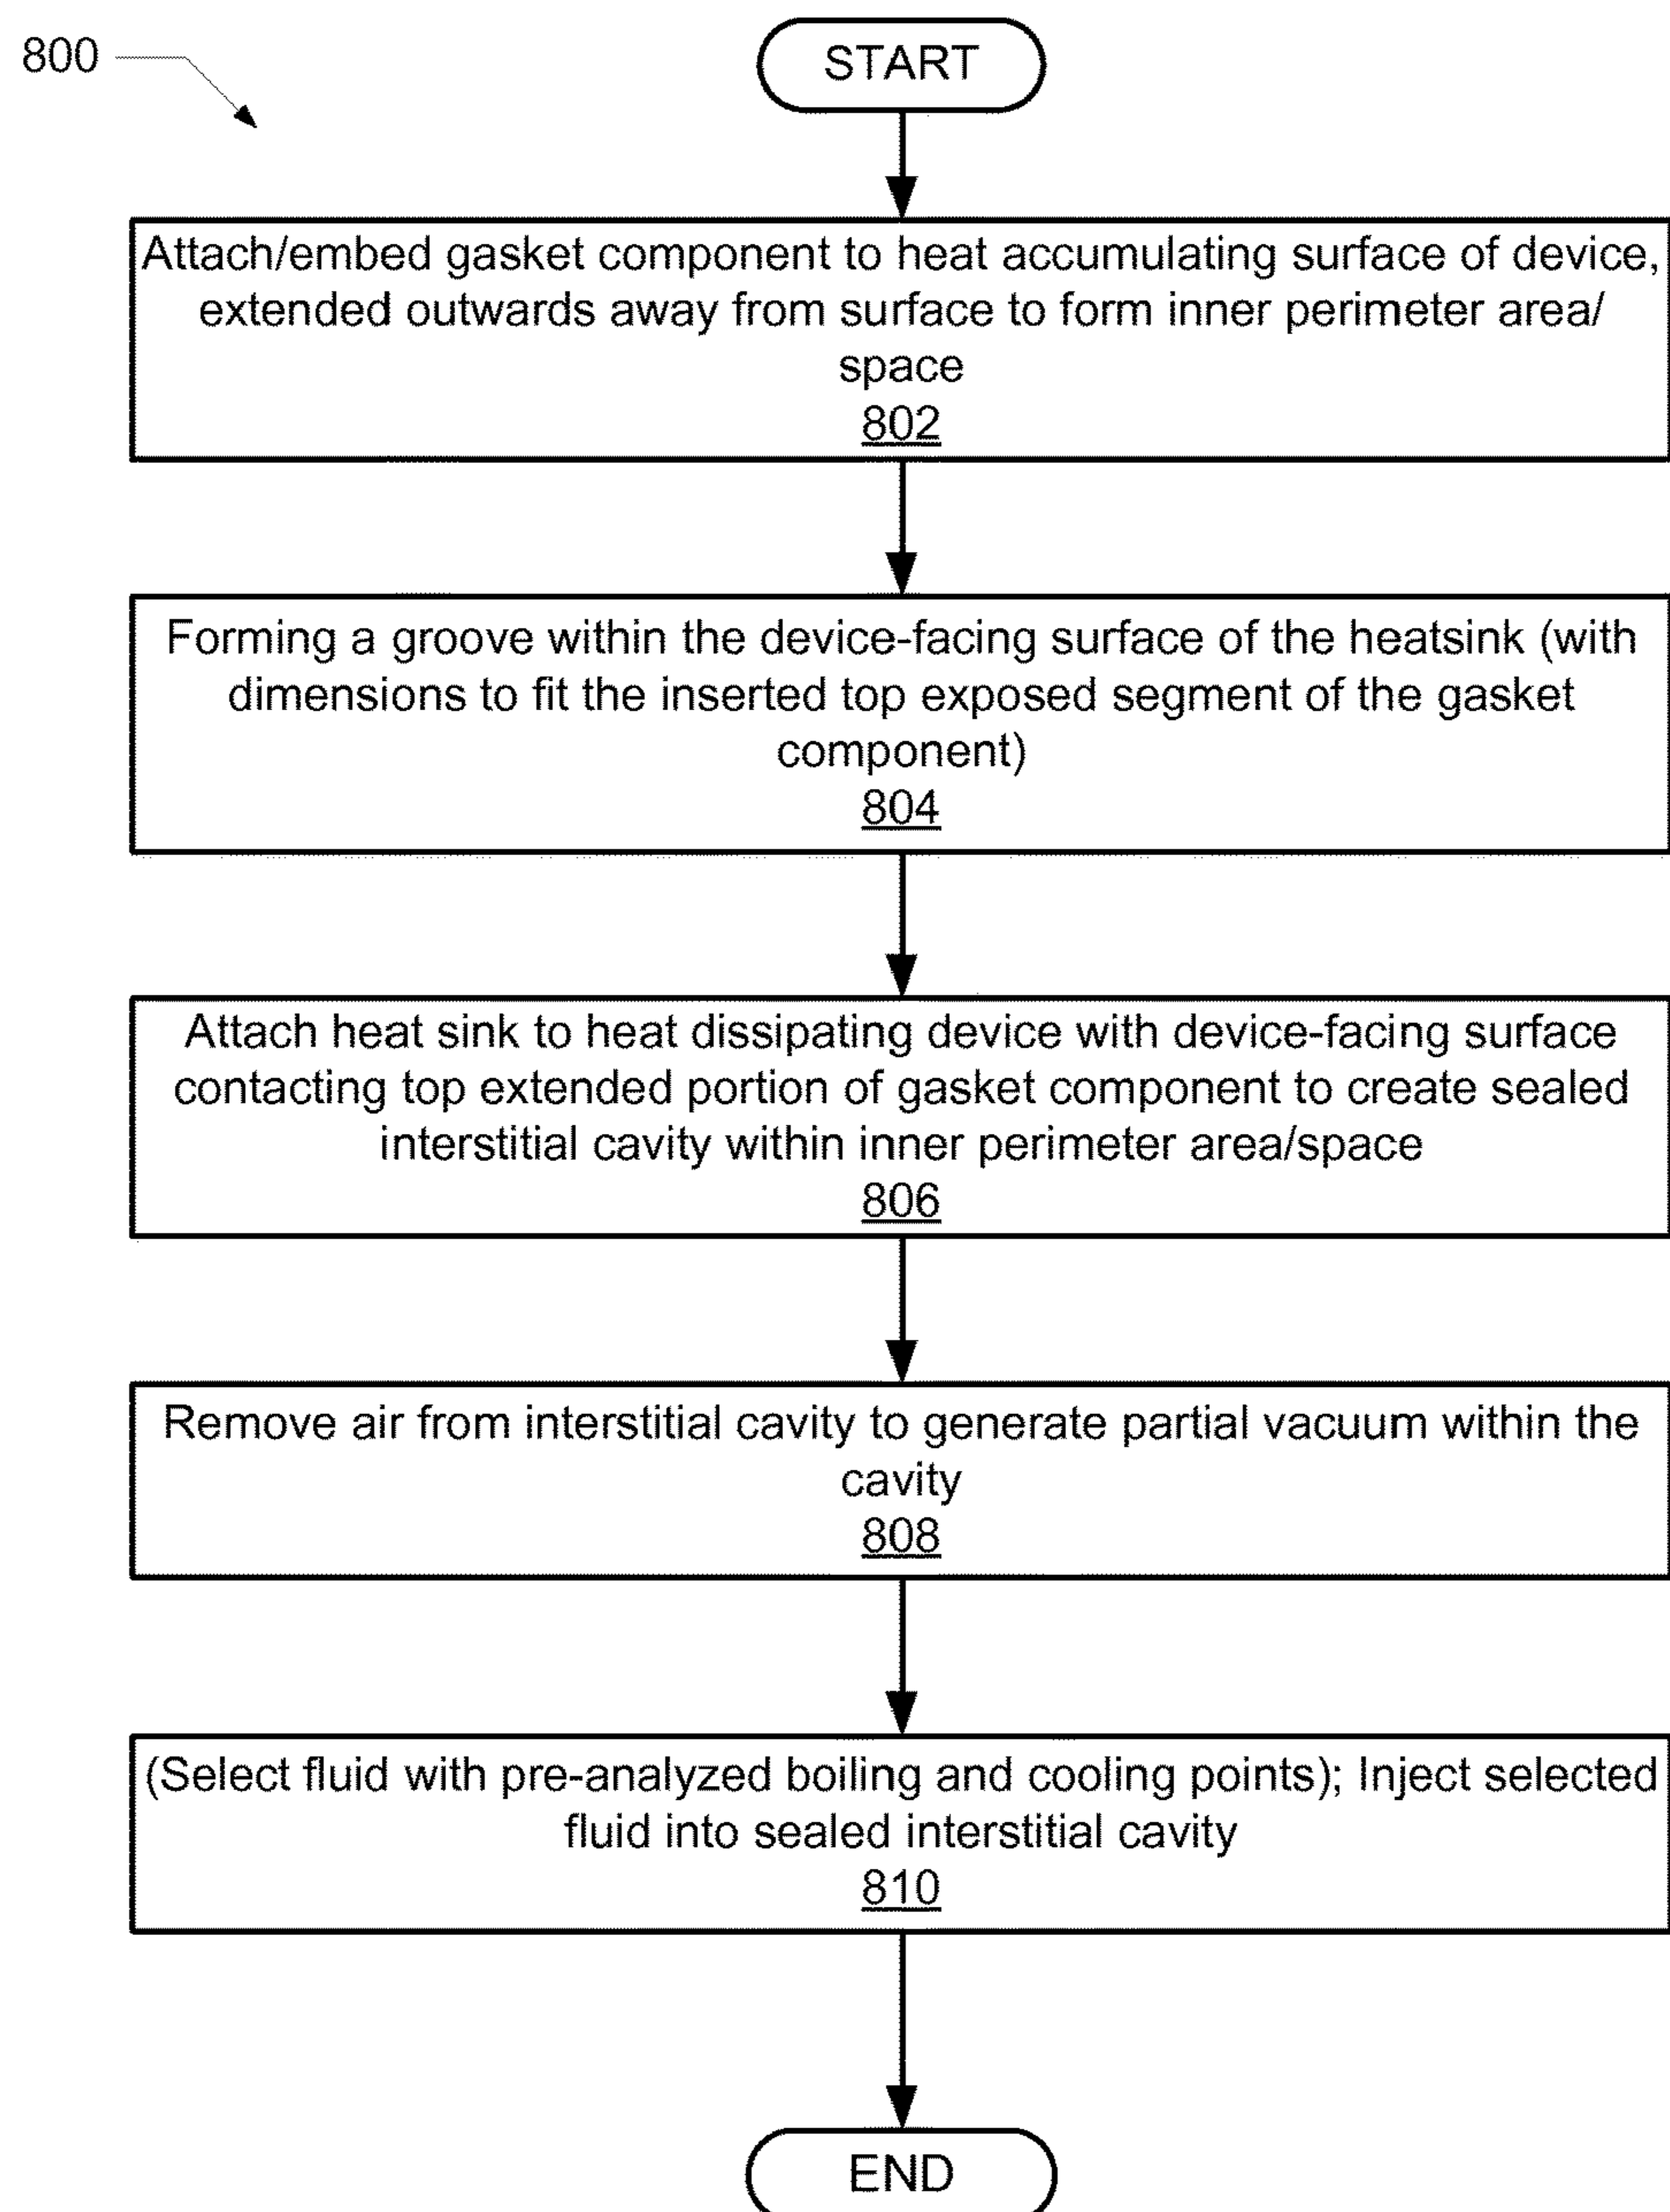 800
START
Attach/embed gasket component to heat accumulating surface of device,
extended outwards away from surface to form inner perimeter area/
space
802
Forming a groove within the device-facing surface of the heatsink (with
dimensions to fit the inserted top exposed segment of the gasket
component)
804
Attach heat sink to heat dissipating device with device-facing surface
contacting top extended portion of gasket component to create sealed
interstitial cavity within inner perimeter area/space
806
Remove air from interstitial cavity to generate partial vacuum within the
cavity
808
(Select fluid with pre-analyzed boiling and cooling points); Inject selected
fluid into sealed interstitial cavity
810
END